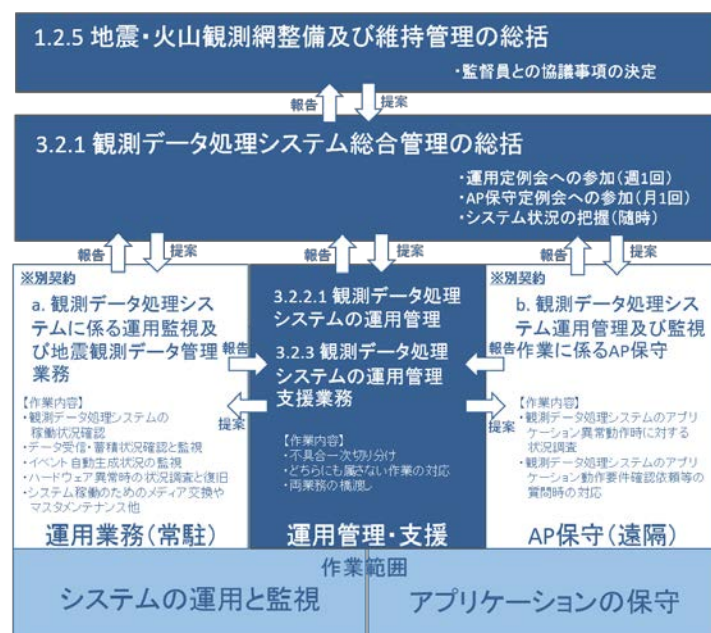 1.2.5 地震・火山観測網整備及び維持管理の総括
・監督員との協議事項の決定
報告
提案
3.2.1 観測データ処理システム総合管理の総括
・運用定例会への参加(週1回)
・AP保守定例会への参加(月1回)
・システム状況の把握(随時)
報告
提案
報告
提案
報告
提案
※別契約
a. 観測データ処理シス
テムに係る運用監視及
び地震観測データ管理
業務
【作業内容】
・観測データ処理システムの
稼働状況確認
・データ受信・蓄積状況確認と監視
・イベント自動生成状況の監視
・ハードウェア異常時の状況調査と復旧
・システム稼働のためのメディア交換や
マスタメンテナンス他
運用業務(常駐)
報告
提案
3.2.2.1 観測データ処理
システムの運用管理
3.2.3 観測データ処理
システムの運用管理
支援業務
【作業内容】
・不具合一次切り分け
・どちらにも属さない作業の対応
・両業務の橋渡し
運用管理・支援
報告
提案
※別契約
b. 観測データ処理シス
テム運用管理及び監視
作業に係るAP保守
【作業内容】
・観測データ処理システムのアプリ
ケーション異常動作時に対する
状況調査
・観測データ処理システムのアプリ
ケーション動作要件確認依頼等の
質問時の対応
AP保守(遠隔)
作業範囲
システムの運用と監視
アプリケーションの保守